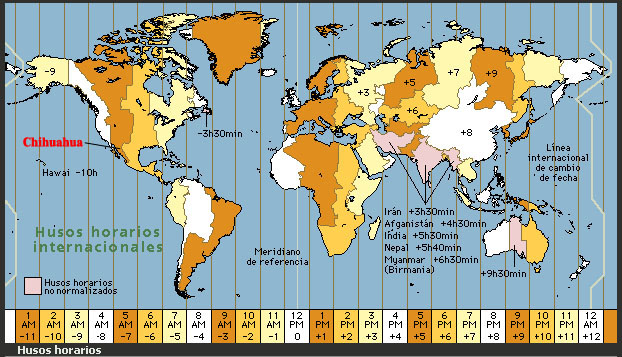 -9
+3
+5
+7
+9
+6
+8
-3h30min
Chihuahua
Hawai -10h
Línea
internacional
de cambio
de fecha
Husos horarios
internacionales
Meridiano
de referencia
Irán +3h30min
Afganistán +4h30min
India +5h30min
Nepal +5h40min
Myanmar +6h30min
(Birmania)
+9h30min
Husos horarios
no normalizados
1 2 3 4 5 6 7 8 9 10 11 12 1 2 3 4 5 6 7 8 9 10 11 12
AM AM AM AM AM AM AM AM AM AM AM PM PM PM PM PM PM PM PM PM PM PM PM AM
-11 -10 -9 -8 -7 -6 -5 -4 -3 -2 -1 0 +1 +2 +3 +4 +5 +6 +7 +8 +9 +10 +11 +12
Husos horarios